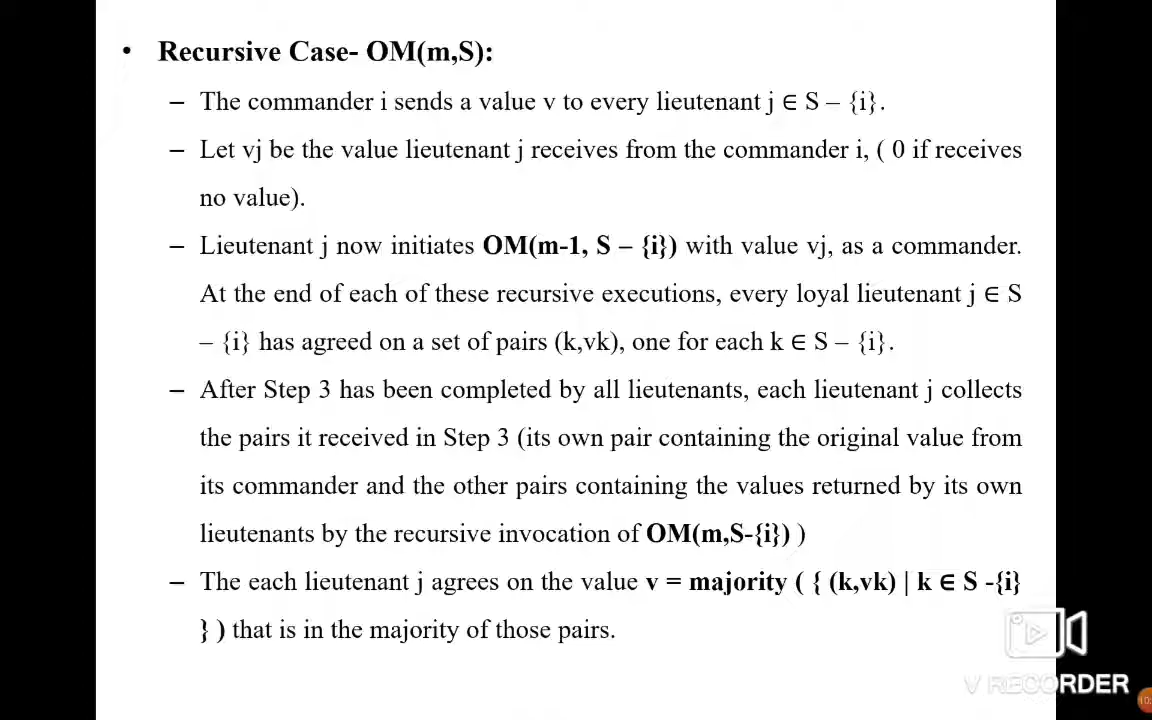 • Recursive Case- OM(m,S):
– The commander i sends a value v to every lieutenant j ∈ S – {i}.
– Let vj be the value lieutenant j receives from the commander i, ( 0 if receives
no value).
– Lieutenant j now initiates OM(m-1, S – {i}) with value vj, as a commander.
At the end of each of these recursive executions, every loyal lieutenant j ∈ S
– {i} has agreed on a set of pairs (k,vk), one for each k ∈ S – {i}.
– After Step 3 has been completed by all lieutenants, each lieutenant j collects
the pairs it received in Step 3 (its own pair containing the original value from
its commander and the other pairs containing the values returned by its own
lieutenants by the recursive invocation of OM(m,S-{i}) )
– The each lieutenant j agrees on the value v = majority ( { (k,vk) | k ∈ S -{i}
} ) that is in the majority of those pairs.
V RECORDER